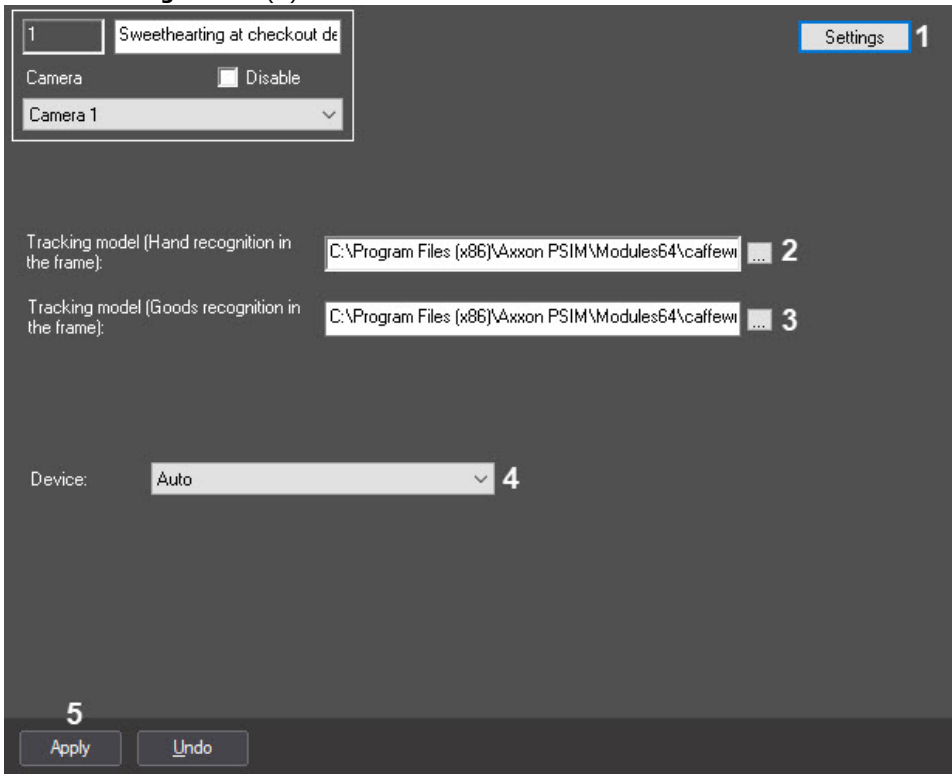 1 Sweethearting at checkout de
Settings 1
Camera Disable
Camera 1
Tracking model (Hand recognition in
the frame):
C:\Program Files (x86)\Axxon PSIM\Modules64\caffew ... 2
Tracking model (Goods recognition in
the frame):
C:\Program Files (x86)\Axxon PSIM\Modules64\caffew ... 3
Device: Auto 4
5
Apply Undo